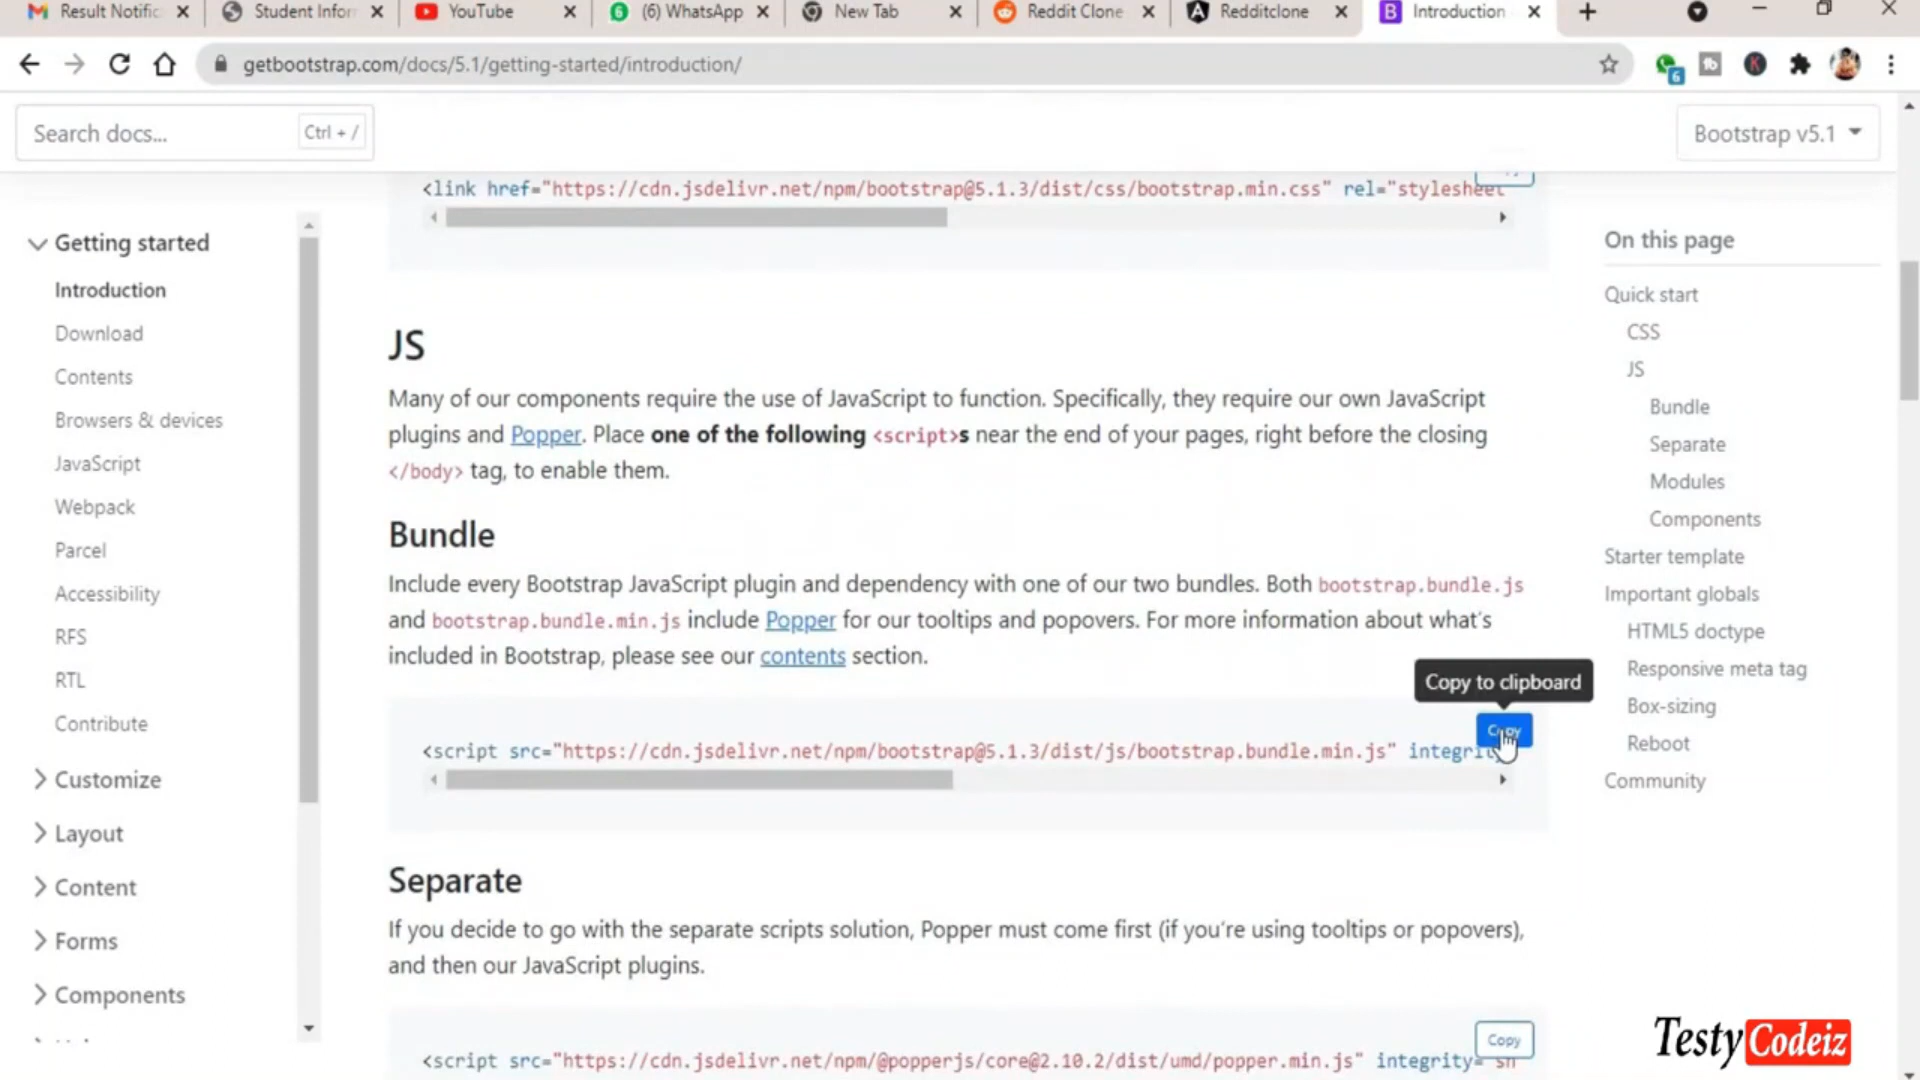 Result Notific
Student Inforr
YouTube
6
(6) WhatsApp
New Tab
Reddit Clone
Redditclone
B
Introduction
getbootstrap.com/docs/5.1/getting-started/introduction/
6
K
Search docs...
Ctrl + /
Bootstrap v5.1
<link href="https://cdn.jsdelivr.net/npm/bootstrap@5.1.3/dist/css/bootstrap.min.css" rel="stylesheet
Getting started
Introduction
Download
Contents
Browsers & devices
JavaScript
Webpack
Parcel
Accessibility
RFS
RTL
Contribute
Customize
Layout
Content
Forms
Components
JS
Many of our components require the use of JavaScript to function. Specifically, they require our own JavaScript
plugins and Popper. Place one of the following <script>s near the end of your pages, right before the closing
</body> tag, to enable them.
Bundle
Include every Bootstrap JavaScript plugin and dependency with one of our two bundles. Both bootstrap.bundle.js
and bootstrap.bundle.min.js include Popper for our tooltips and popovers. For more information about what's
included in Bootstrap, please see our contents section.
Copy to clipboard
Copy
<script src="https://cdn.jsdelivr.net/npm/bootstrap@5.1.3/dist/js/bootstrap.bundle.min.js" integrit
Separate
If you decide to go with the separate scripts solution, Popper must come first (if you're using tooltips or popovers),
and then our JavaScript plugins.
Copy
<script src="https://cdn.jsdelivr.net/npm/@popperjs/core@2.10.2/dist/umd/popper.min.js" integrity="sh
On this page
Quick start
CSS
JS
Bundle
Separate
Modules
Components
Starter template
Important globals
HTML5 doctype
Responsive meta tag
Box-sizing
Reboot
Community
Testy Codeiz